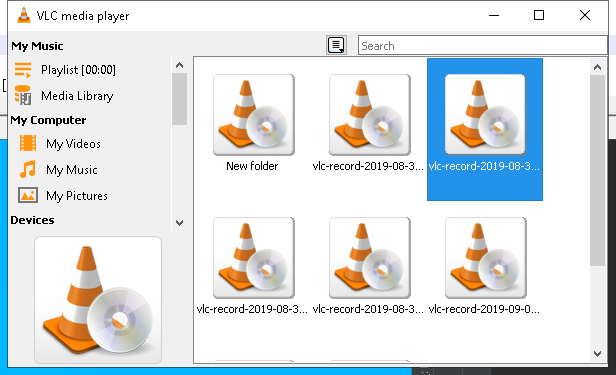 VLC media player
My Music
Search
Playlist [00:00]
Media Library
My Computer
My Videos
My Music
My Pictures
Devices
New folder
vlc-record-2019-08-3...
vlc-record-2019-08-3...
vlc-record-2019-08-3...
vlc-record-2019-08-3...
vlc-record-2019-09-0...